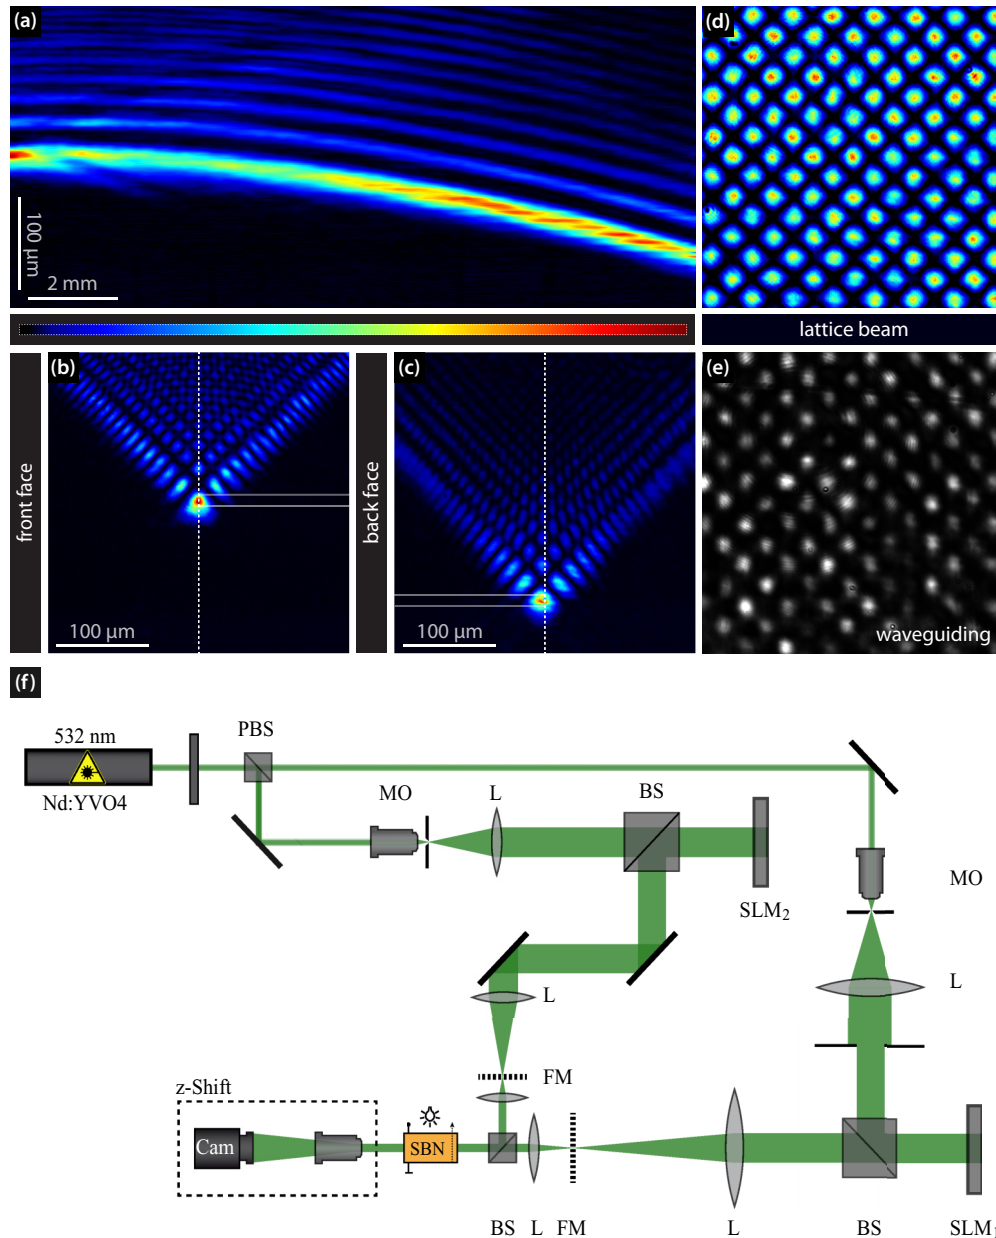 (a)
100 μm
2 mm
(d)
lattice beam
front face
(b)
100 μm
back face
(c)
100 μm
(e)
waveguiding
(f)
532 nm
Nd:YVO4
PBS
MO
L
BS
SLM2
MO
L
L
FM
z-Shift
Cam
SBN
BS
L
FM
L
BS
SLM1